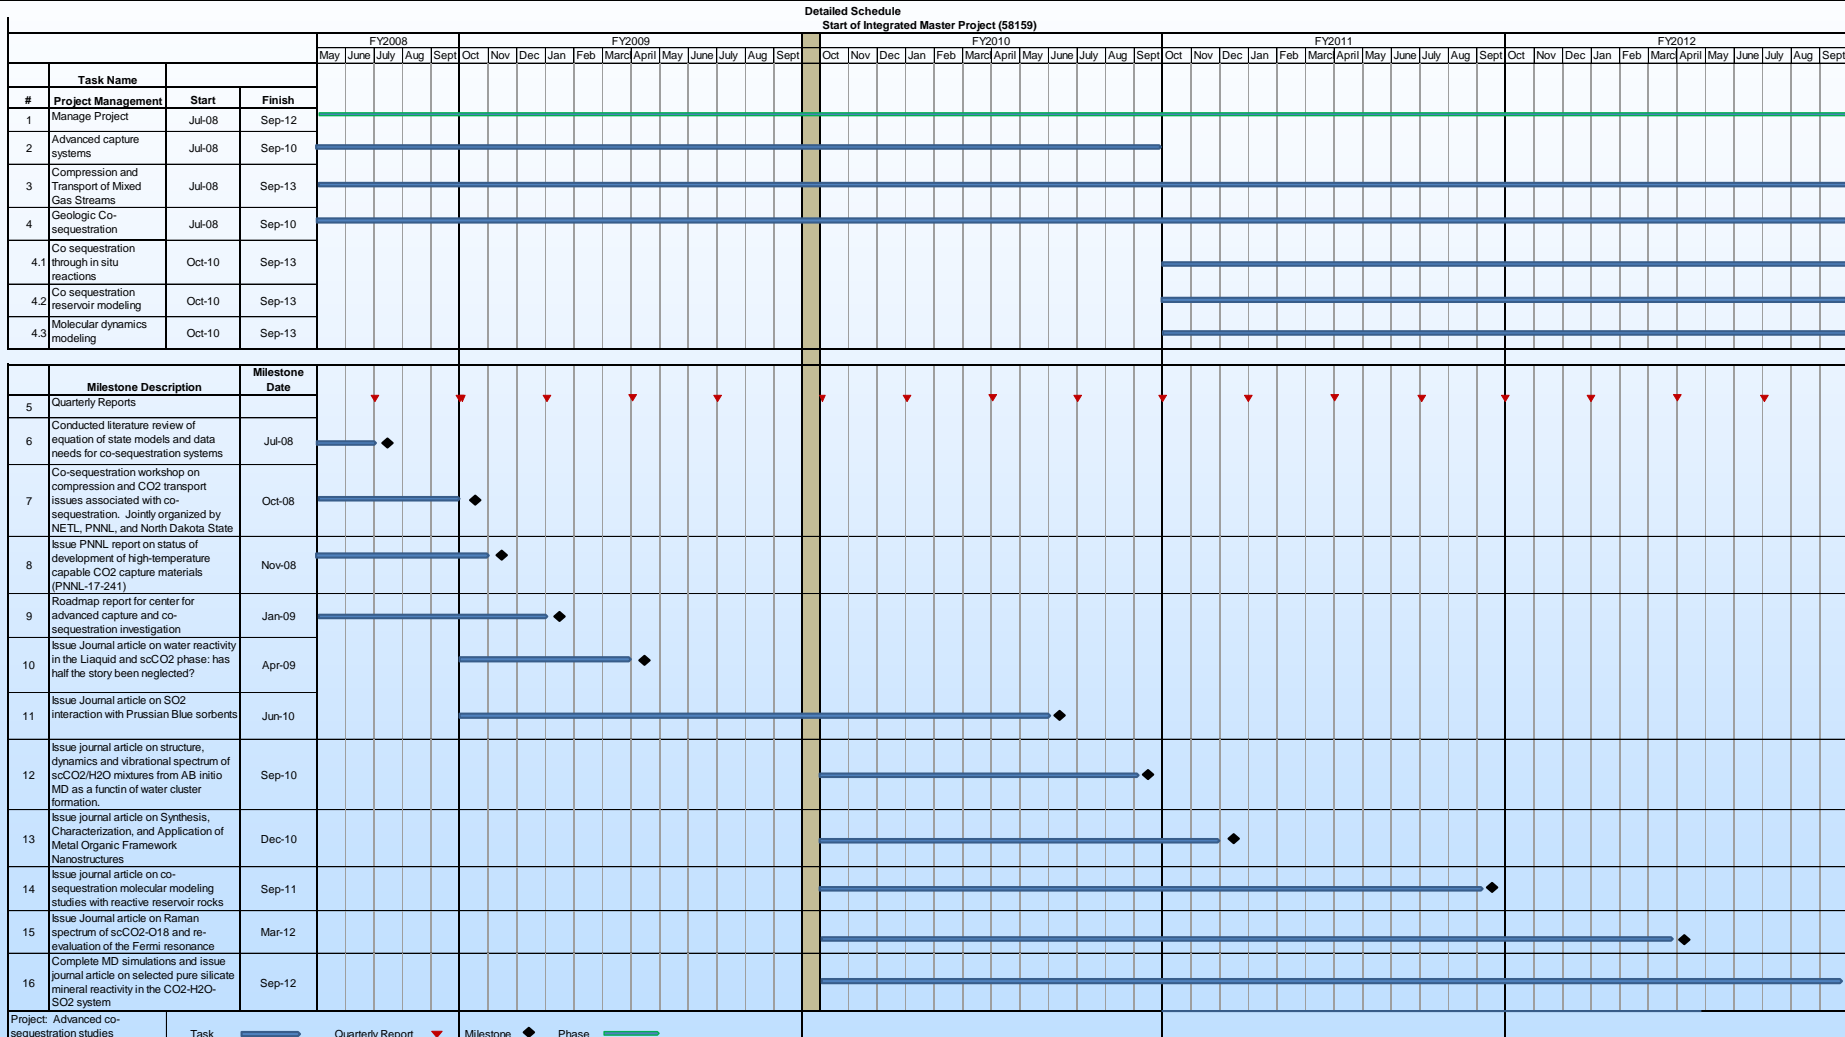 Detailed Schedule
Start of Integrated Master Project (58159)
FY2008 FY2009 FY2010 FY2011 FY2012
May June July Aug Sept Oct Nov Dec Jan Feb Marc April May June July Aug Sept Oct Nov Dec Jan Feb Marc April May June July Aug Sept Oct Nov Dec Jan Feb Marc April May June July Aug Sept Oct Nov Dec Jan Feb Marc April May June July Aug Sept
Task Name
# Project Management Start Finish
1 Manage Project Jul-08 Sep-12
Advanced capture
2 systems Jul-08 Sep-10
Compression and
3 Transport of Mixed Jul-08 Sep-13
Gas Streams
4 Geologic Co- Jul-08 Sep-10
sequestration
Co sequestration
4.1 through in situ Oct-10 Sep-13
reactions
Co sequestration
4.2 reservoir modeling Oct-10 Sep-13
Molecular dynamics
4.3 modeling Oct-10 Sep-13
Milestone Description Milestone
Date
5 Quarterly Reports
Conducted literature review of
6 equation of state models and data Jul-08
needs for co-sequestration systems
Co-sequestration workshop on
compression and CO2 transport
7 issues associated with co- Oct-08
sequestration. Jointly organized by
NETL, PNNL, and North Dakota State
Issue PNNL report on status of
development of high-temperature
8 capable CO2 capture materials Nov-08
(PNNL-17-241)
Roadmap report for center for
9 advanced capture and co- Jan-09
sequestration investigation
Issue Journal article on water reactivity
10 in the Liaquid and scCO2 phase: has Apr-09
half the story been neglected?
Issue Journal article on SO2
11 interaction with Prussian Blue sorbents Jun-10
Issue journal article on structure,
dynamics and vibrational spectrum of
12 scCO2/H2O mixtures from AB initio Sep-10
MD as a functin of water cluster
formation.
Issue journal article on Synthesis,
13 Characterization, and Application of Dec-10
Metal Organic Framework
Nanostructures
Issue journal article on co-
14 sequestration molecular modeling Sep-11
studies with reactive reservoir rocks
Issue Journal article on Raman
15 spectrum of scCO2-O18 and re- Mar-12
evaluation of the Fermi resonance
Complete MD simulations and issue
16 journal article on selected pure silicate Sep-12
mineral reactivity in the CO2-H2O-
SO2 system
Project: Advanced co-
sequestration studies Task Quarterly Report Milestone Phase